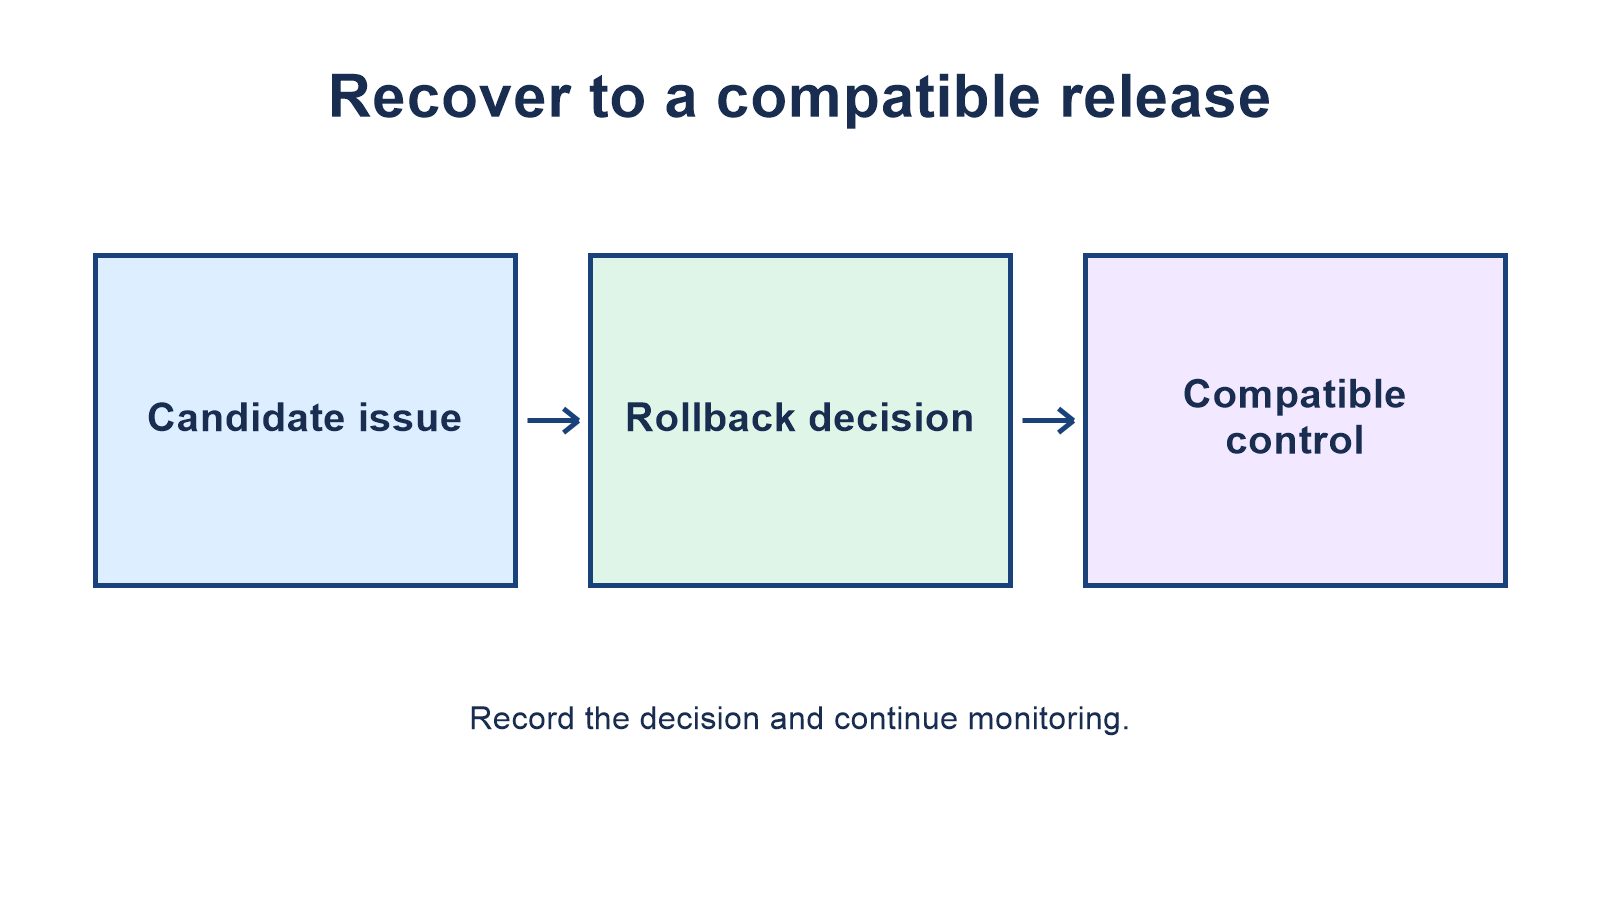 Recover to a compatible release
Candidate issue
Rollback decision
Compatible
control
Record the decision and continue monitoring.